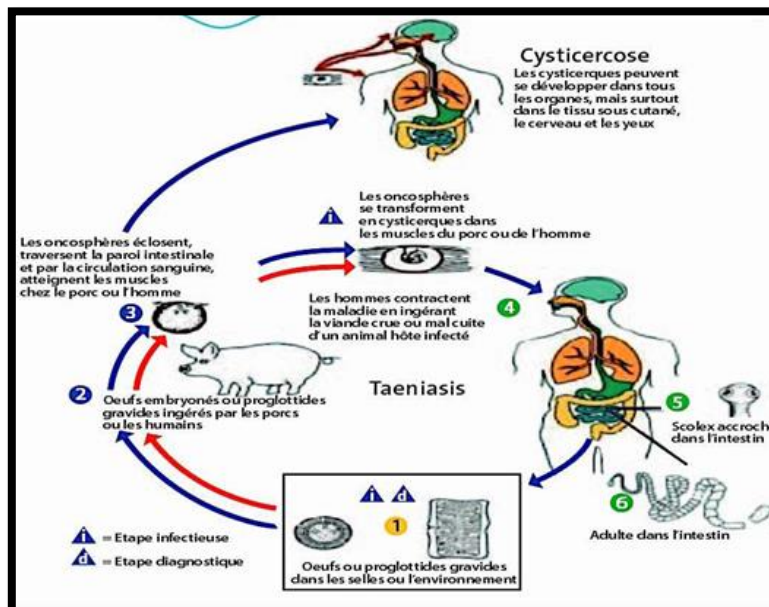 Cysticercose
Les cysticerques peuvent
se développer dans tous
les organes, mais surtout
dans le tissu sous cutané,
le cerveau et les yeux
Les oncosphères
se transforment
en cysticerques dans
les muscles du porc ou de l'homme
i
Les oncosphères éclosent,
traversent la paroi intestinale
et par la circulation sanguine,
atteignent les muscles
chez le porc ou l'homme
3
Les hommes contractent
la maladie en ingérant
la viande crue ou mal cuite
d'un animal hôte infecté
4
2
Oeufs embryonés ou proglottides
gravides ingérés par les porcs
ou les humains
Taeniasis
5
Scolex accroch
dans l'intestin
6
Adulte dans l'intestin
i d
1
Oeufs ou proglottides gravides
dans les selles ou l'environnement
i = Etape infectieuse
d = Etape diagnostique